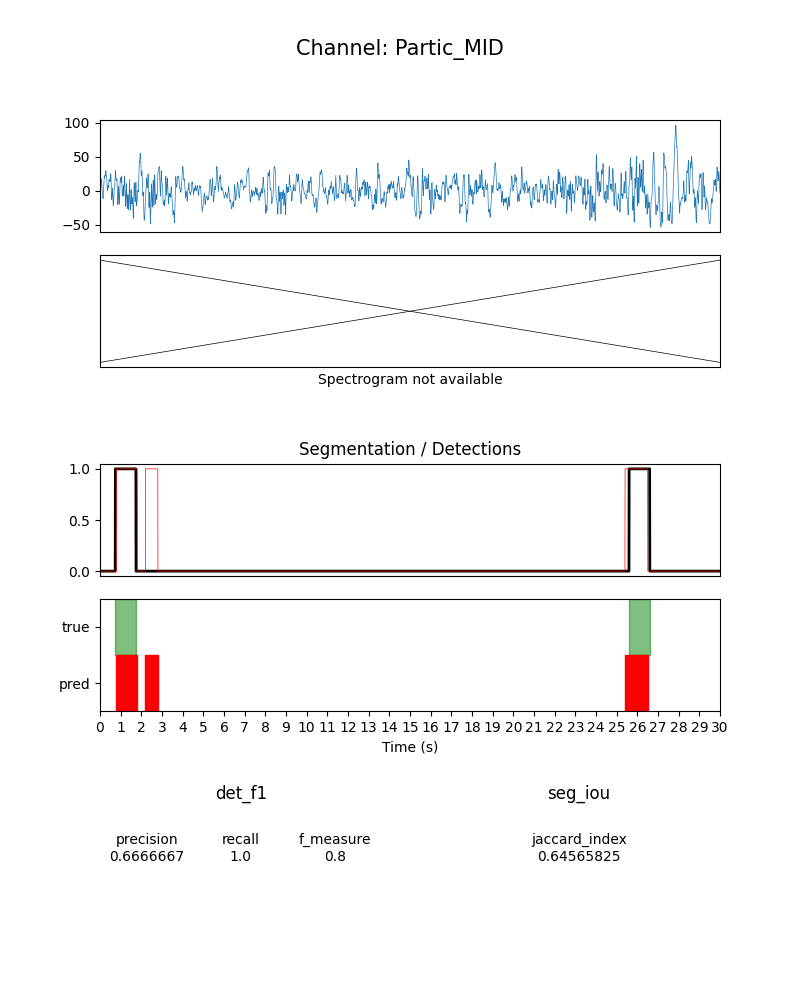 Channel: Partic_MID
100
50
0
−50
Spectrogram not available
Segmentation / Detections
1.0
0.5
0.0
true
pred
0 1 2 3 4 5 6 7 8 9 10 11 12 13 14 15 16 17 18 19 20 21 22 23 24 25 26 27 28 29 30
Time (s)
det_f1 seg_iou
precision recall f_measure jaccard_index
0.6666667 1.0 0.8 0.64565825